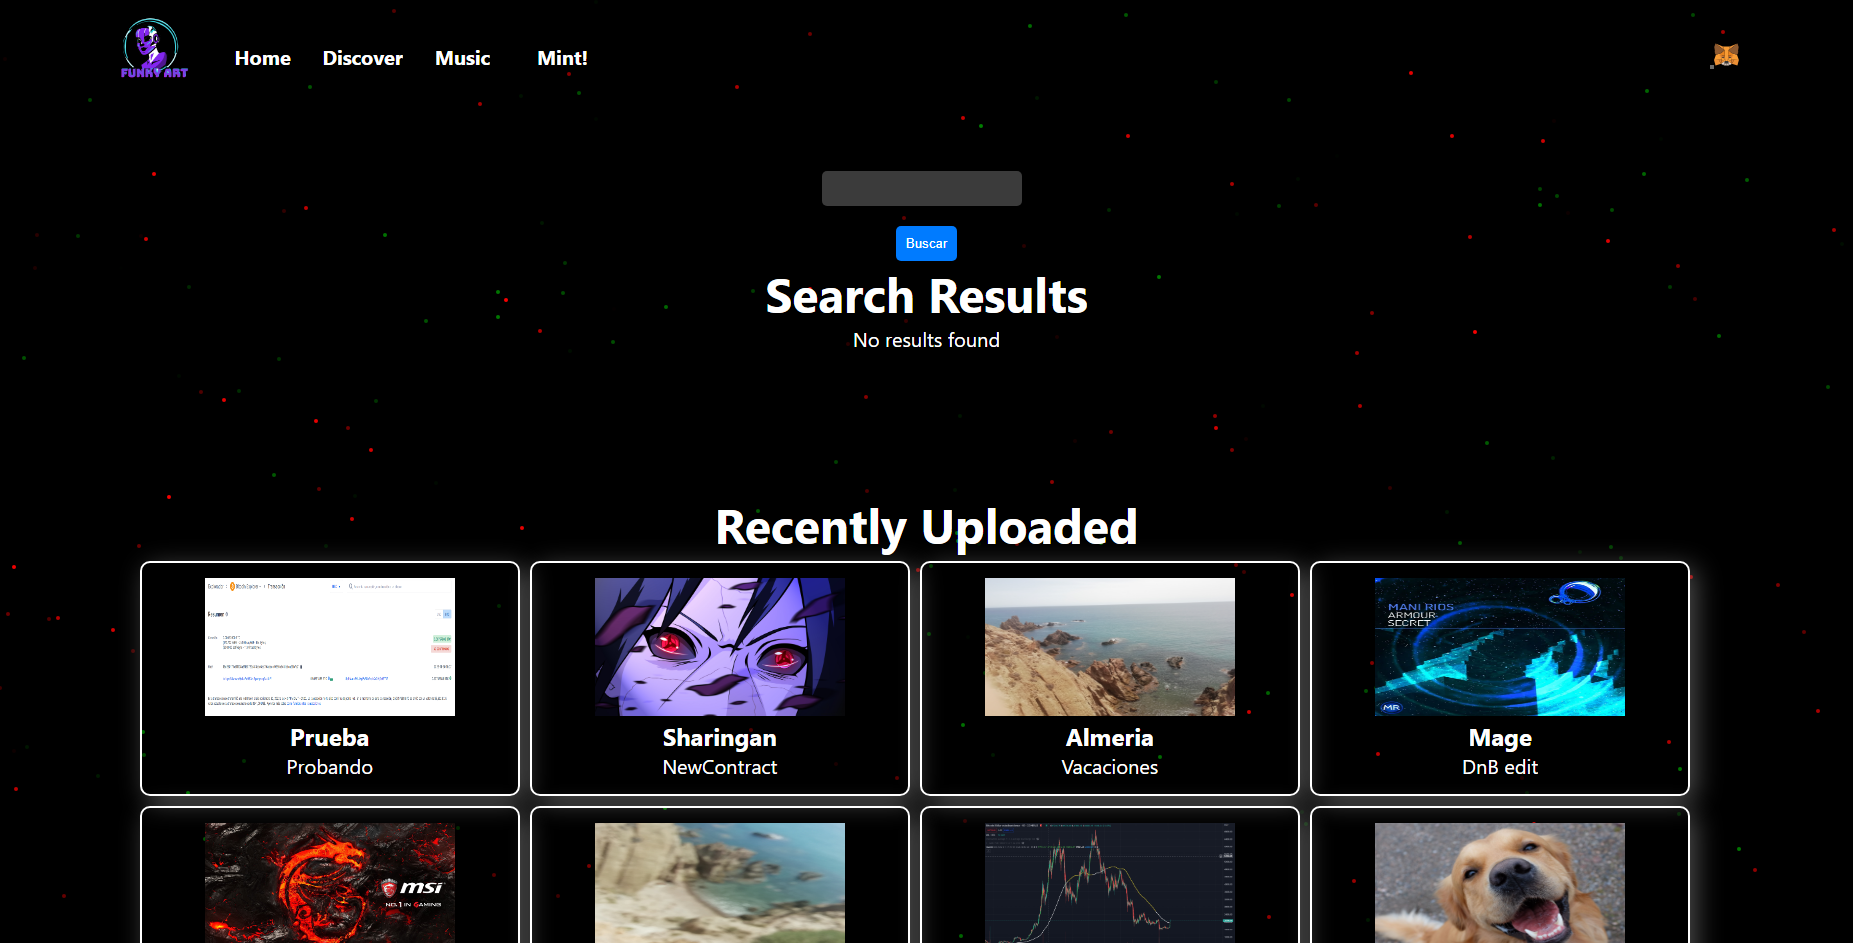 FUNKY ART
Home
Discover
Music
Mint!
Buscar
Search Results
No results found
Recently Uploaded
MANI RIOS
ARMOUR-
SECRET
MR
Prueba
Probando
Sharingan
NewContract
Almeria
Vacaciones
Mage
DnB edit
msi
NO.1 IN GAMING